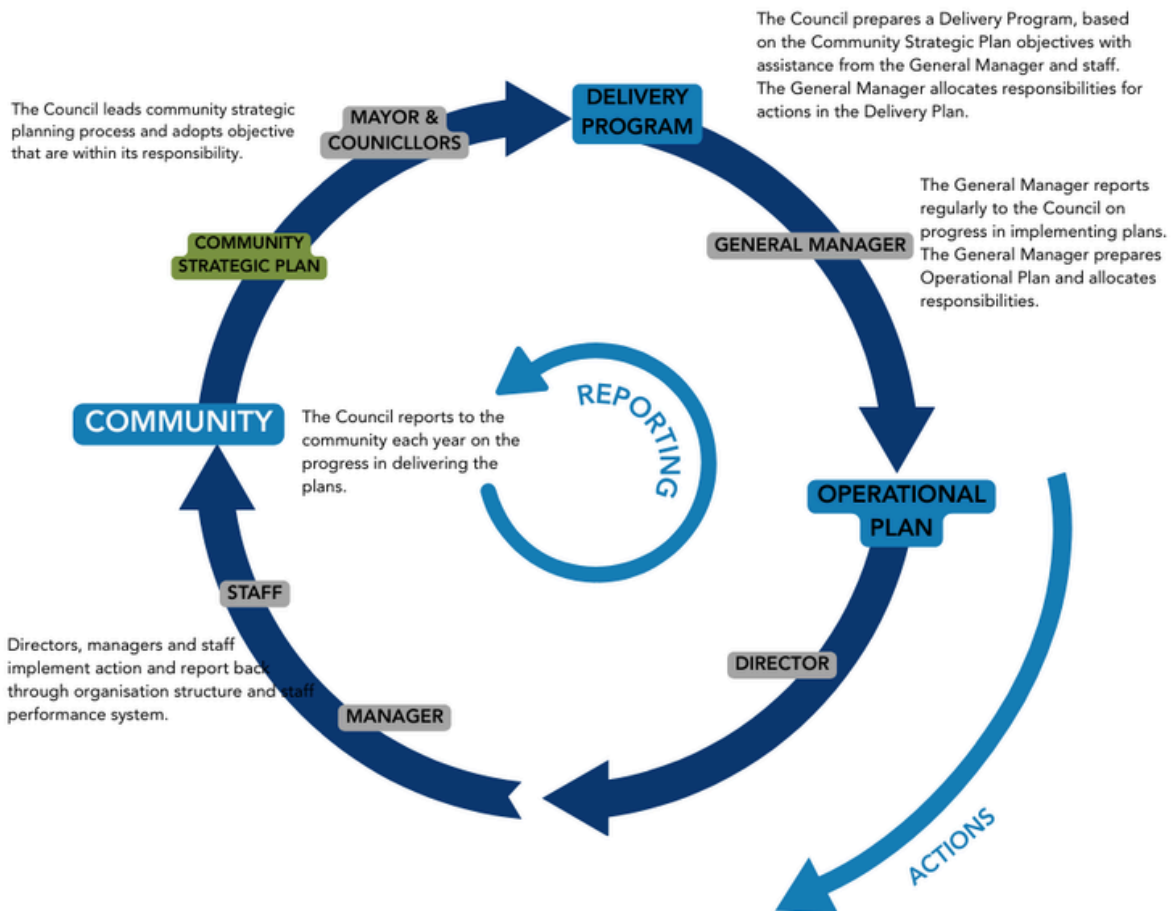 The Council prepares a Delivery Program, based
on the Community Strategic Plan objectives with
assistance from the General Manager and staff.
The General Manager allocates responsibilities for
actions in the Delivery Plan.
The Council leads community strategic
planning process and adopts objective
that are within its responsibility.
MAYOR &
COUNICLLORS
DELIVERY
PROGRAM
The General Manager reports
regularly to the Council on
progress in implementing plans.
The General Manager prepares
Operational Plan and allocates
responsibilities.
GENERAL MANAGER
COMMUNITY
STRATEGIC PLAN
COMMUNITY
The Council reports to the
community each year on the
progress in delivering the
plans.
REPORTING
OPERATIONAL
PLAN
STAFF
Directors, managers and staff
implement action and report back
through organisation structure and staff
performance system.
DIRECTOR
MANAGER
ACTIONS